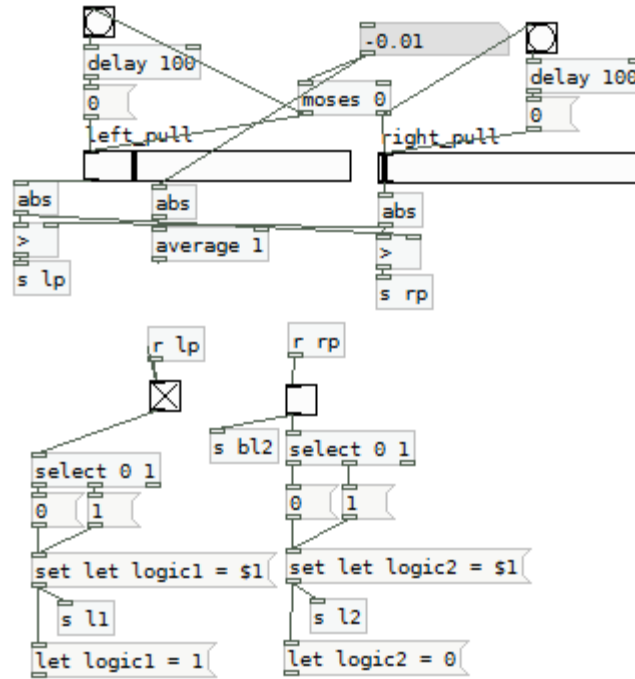 -0.01
delay 100
delay 100
0
moses 0
0
left_pull
right_pull
abs
abs
abs
>
average 1
>
s lp
s rp
r lp
r rp
s bl2
select 0 1
select 0 1
0
1
0
1
set let logic1 = $1
set let logic2 = $1
s l1
s l2
let logic1 = 1
let logic2 = 0